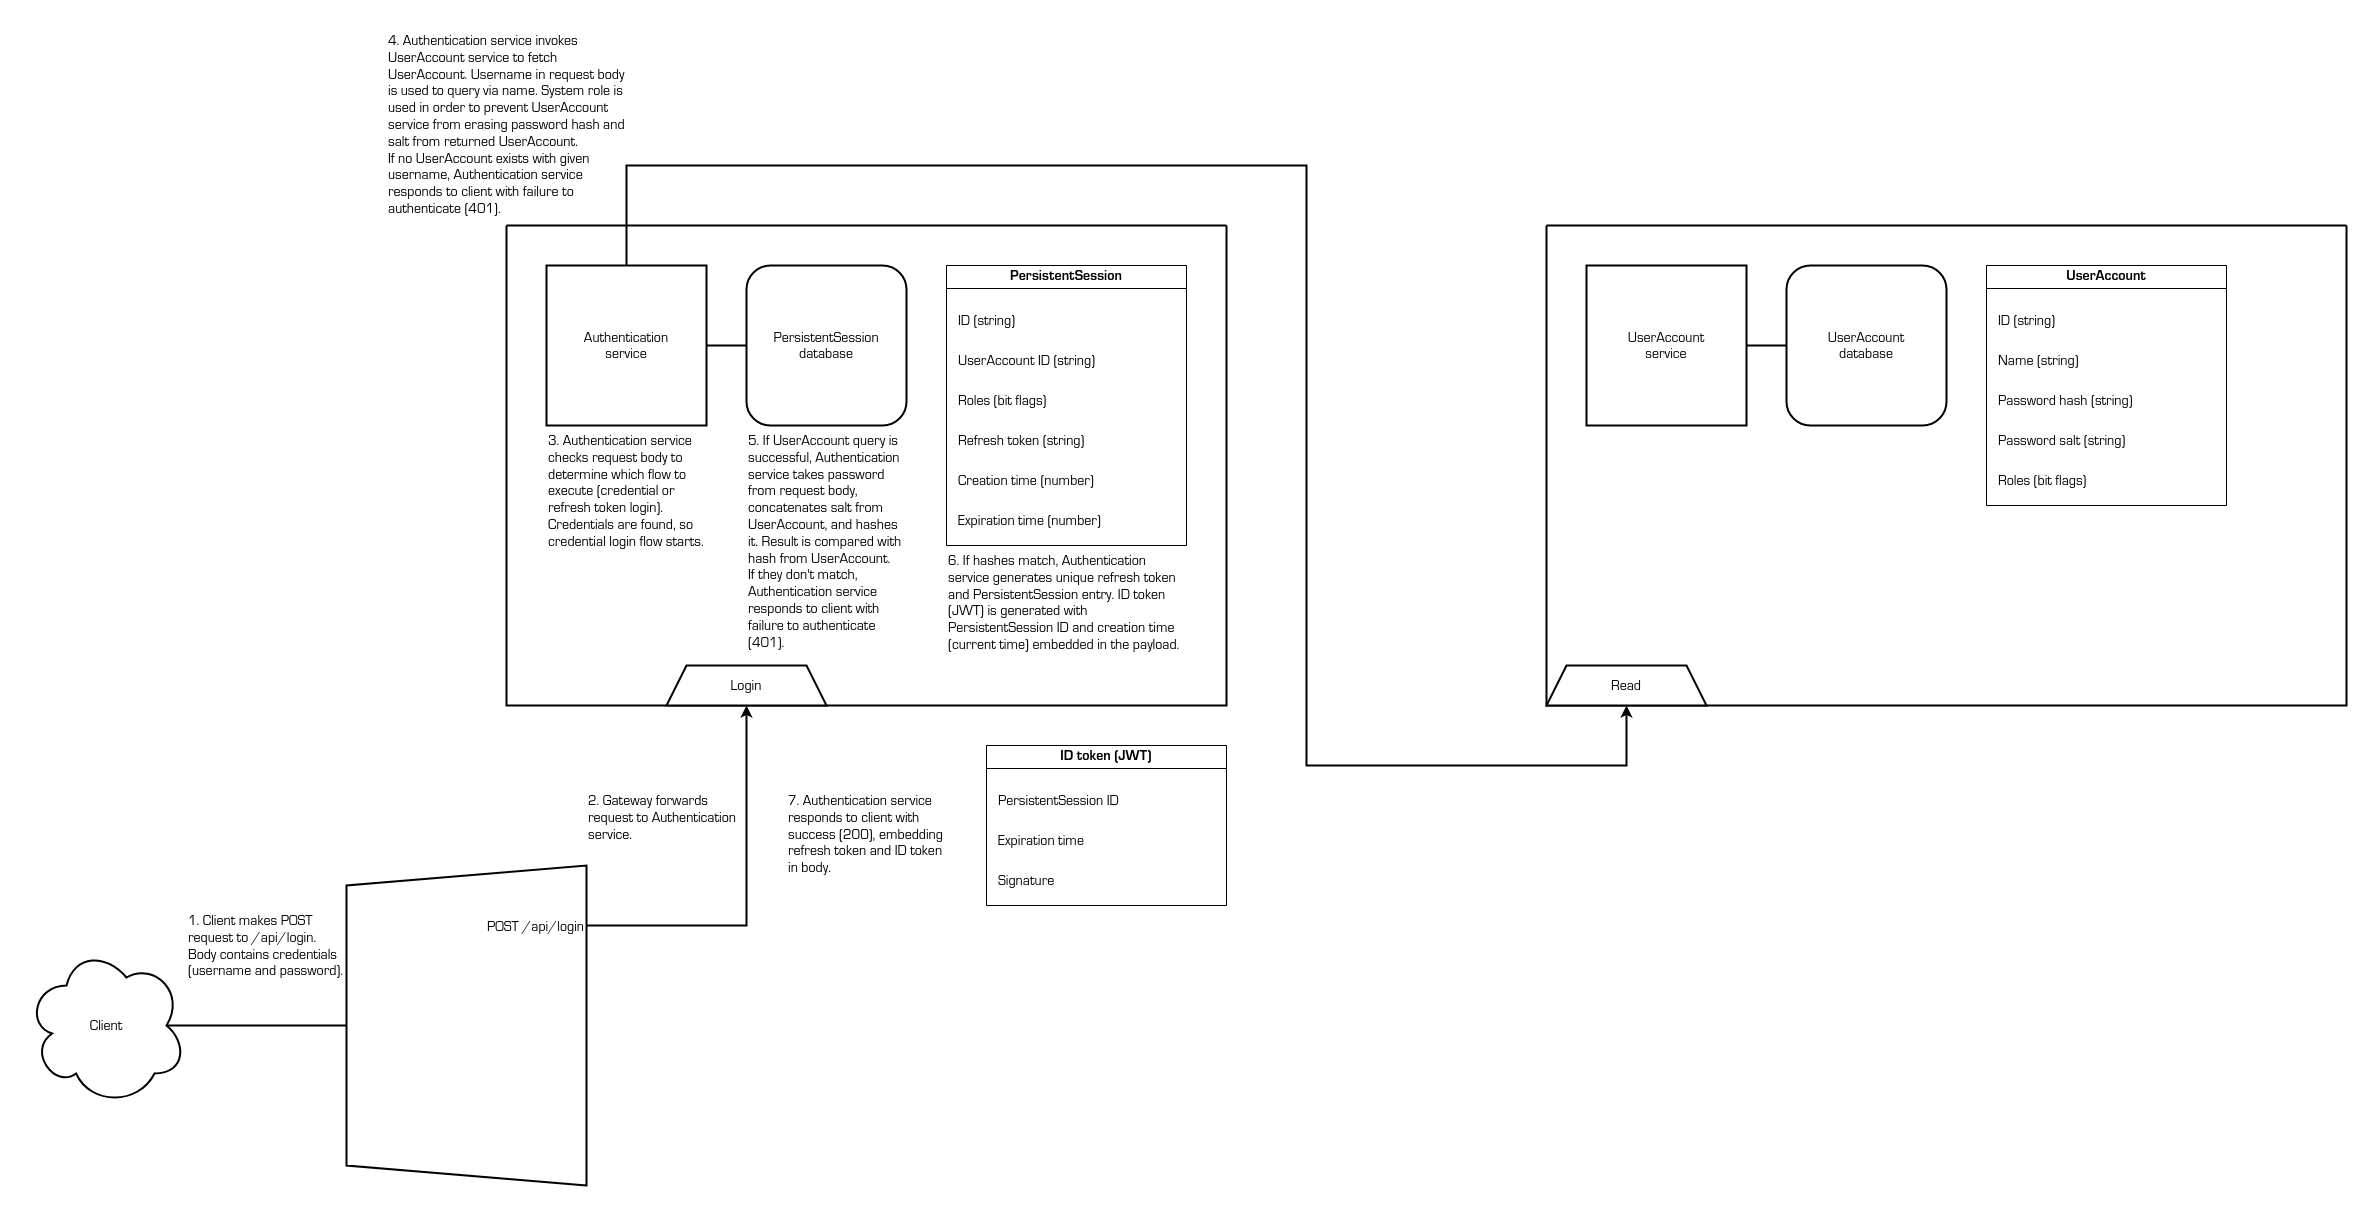 4. Authentication service invokes
UserAccount service to fetch
UserAccount. Username in request body
is used to query via name. System role is
used in order to prevent UserAccount
service from erasing password hash and
salt from returned UserAccount.
If no UserAccount exists with given
username, Authentication service
responds to client with failure to
authenticate (401).
Authentication
service
PersistentSession
database
PersistentSession
ID (string)
UserAccount ID (string)
Roles (bit flags)
Refresh token (string)
Creation time (number)
Expiration time (number)
UserAccount
service
UserAccount
database
UserAccount
ID (string)
Name (string)
Password hash (string)
Password salt (string)
Roles (bit flags)
3. Authentication service
checks request body to
determine which flow to
execute (credential or
refresh token login).
Credentials are found, so
credential login flow starts.
5. If UserAccount query is
successful, Authentication
service takes password
from request body,
concatenates salt from
UserAccount, and hashes
it. Result is compared with
hash from UserAccount.
If they don't match,
Authentication service
responds to client with
failure to authenticate
(401).
6. If hashes match, Authentication
service generates unique refresh token
and PersistentSession entry. ID token
(JWT) is generated with
PersistentSession ID and creation time
(current time) embedded in the payload.
Login
Read
2. Gateway forwards
request to Authentication
service.
7. Authentication service
responds to client with
success (200), embedding
refresh token and ID token
in body.
ID token (JWT)
PersistentSession ID
Expiration time
Signature
1. Client makes POST
request to /api/login.
Body contains credentials
(username and password).
POST /api/login
Client